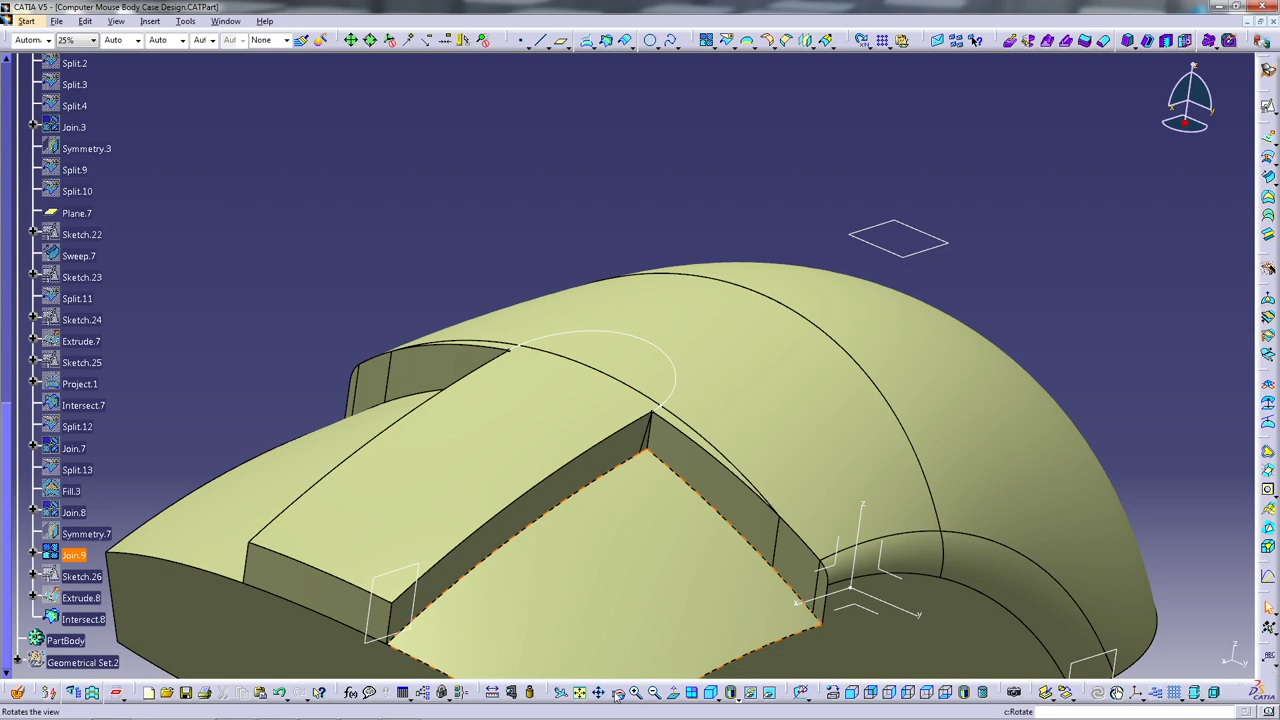 CATIA V5 - [Computer Mouse Body Case Design.CATPart]
Start File Edit View Insert Tools Window Help
Autom 25% Auto Auto Aut Aut None
Split.2
Split.3
Split.4
Join.3
Symmetry.3
Split.9
Split.10
Plane.7
Sketch.22
Sweep.7
Sketch.23
Split.11
Sketch.24
Extrude.7
Sketch.25
Project.1
Intersect.7
Split.12
Join.7
Split.13
Fill.3
Join.8
Symmetry.7
Join.9
Sketch.26
Extrude.8
Intersect.8
PartBody
Geometrical Set.2
z
x
y
z
x
y
z
x y
Rotates the view
c:Rotate